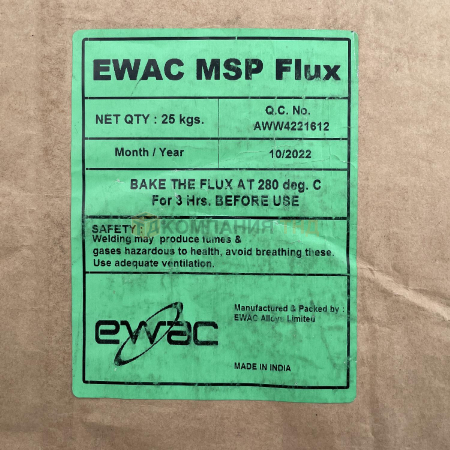 EWAC MSP Flux
NET QTY : 25 kgs.
Q.C. No.
AWW4221612
Month / Year
10/2022
BAKE THE FLUX AT 280 deg. C
For 3 Hrs. BEFORE USE
SAFETY :
Welding may produce fumes &
gases hazardous to health, avoid breathing these.
Use adequate ventilation.
ewac
Manufactured & Packed by :
EWAC Alloys Limited
MADE IN INDIA
КОМПАНИЯ